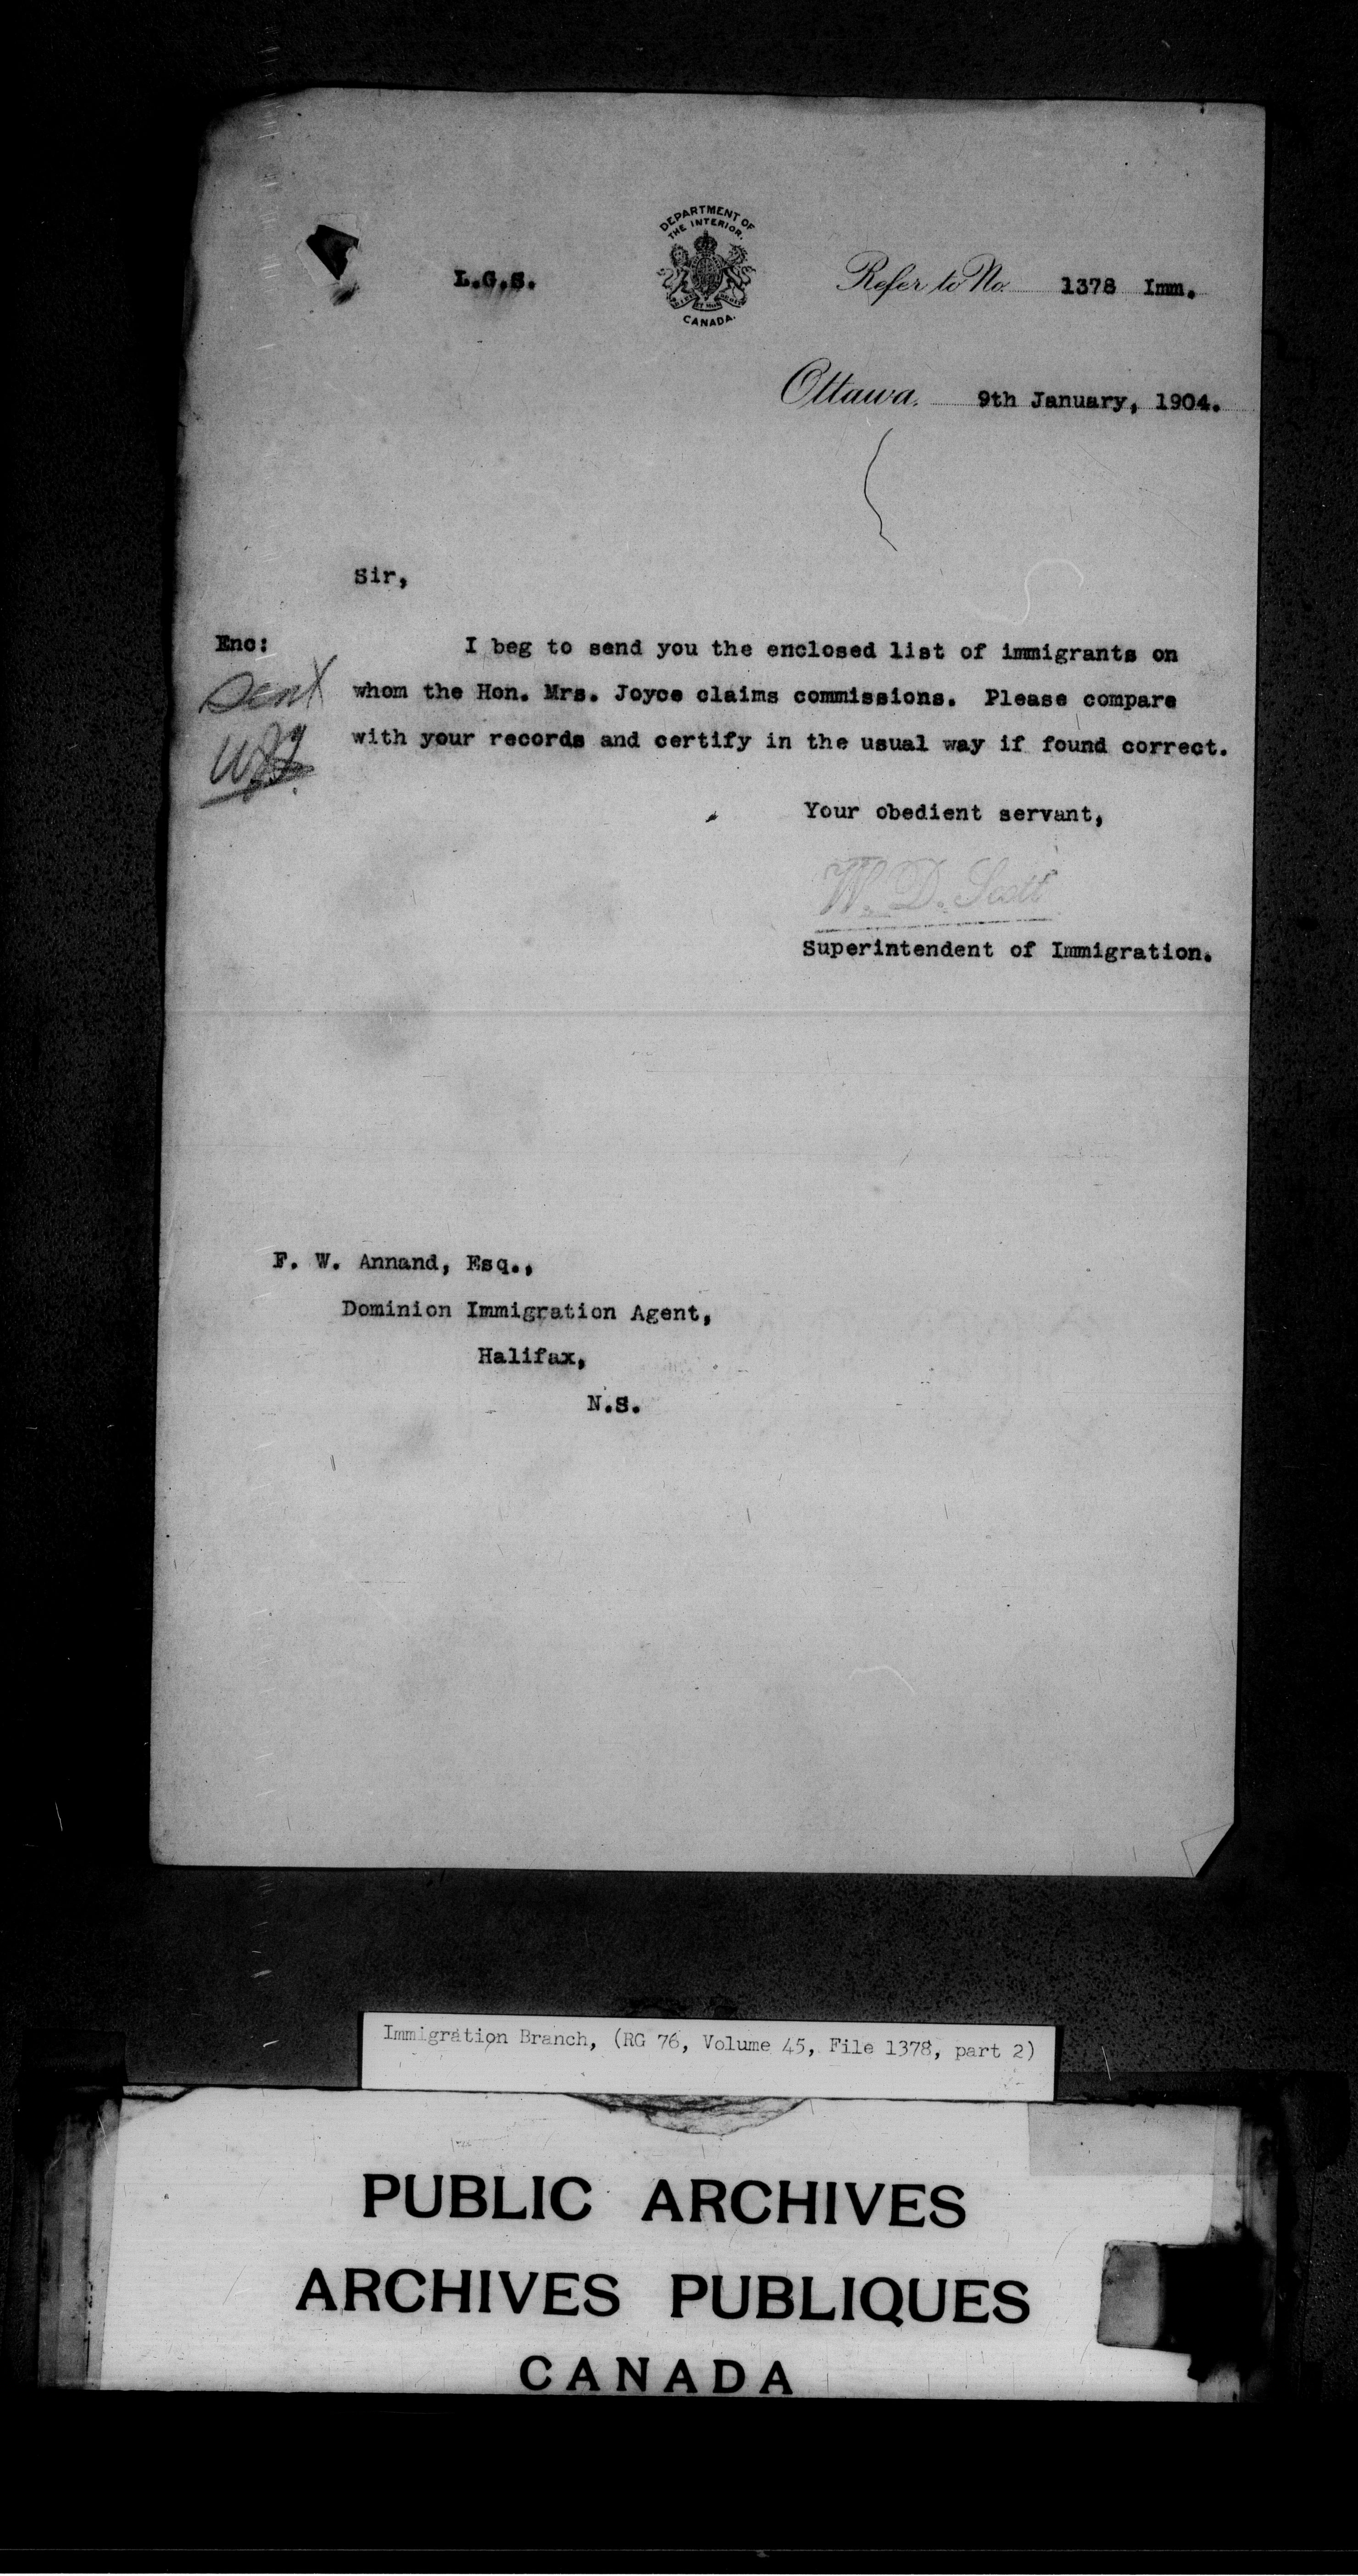 L.G.S.
DEPARTMENT OF
THE INTERIOR.
CANADA.
Refer to No. 1378 Imm.
Ottawa, 9th January, 1904.
Sir,
Enc:
I beg to send you the enclosed list of immigrants on
Sent
whom the Hon. Mrs. Joyce claims commissions. Please compare
with your records and certify in the usual way if found correct.
Your obedient servant,
W. D. Scott
Superintendent of Immigration.
F. W. Annand, Esq.,
Dominion Immigration Agent,
Halifax,
N.S.
Immigration Branch, (RG 76, Volume 45, File 1378, part 2)
PUBLIC ARCHIVES
ARCHIVES PUBLIQUES
CANADA